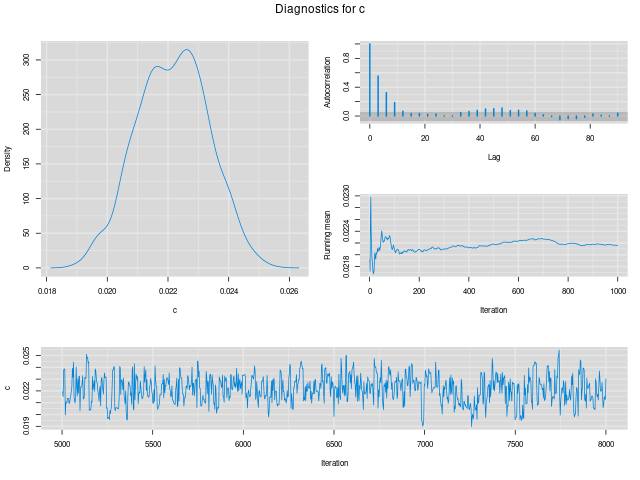 Diagnostics for c
Density
0 50 100 150 200 250 300
0.018 0.020 0.022 0.024 0.026
c
Autocorrelation
0.0 0.4 0.8
0 20 40 60 80
Lag
Running mean
0.0218 0.0224 0.0230
0 200 400 600 800 1000
Iteration
c
0.019 0.022 0.025
5000 5500 6000 6500 7000 7500 8000
Iteration